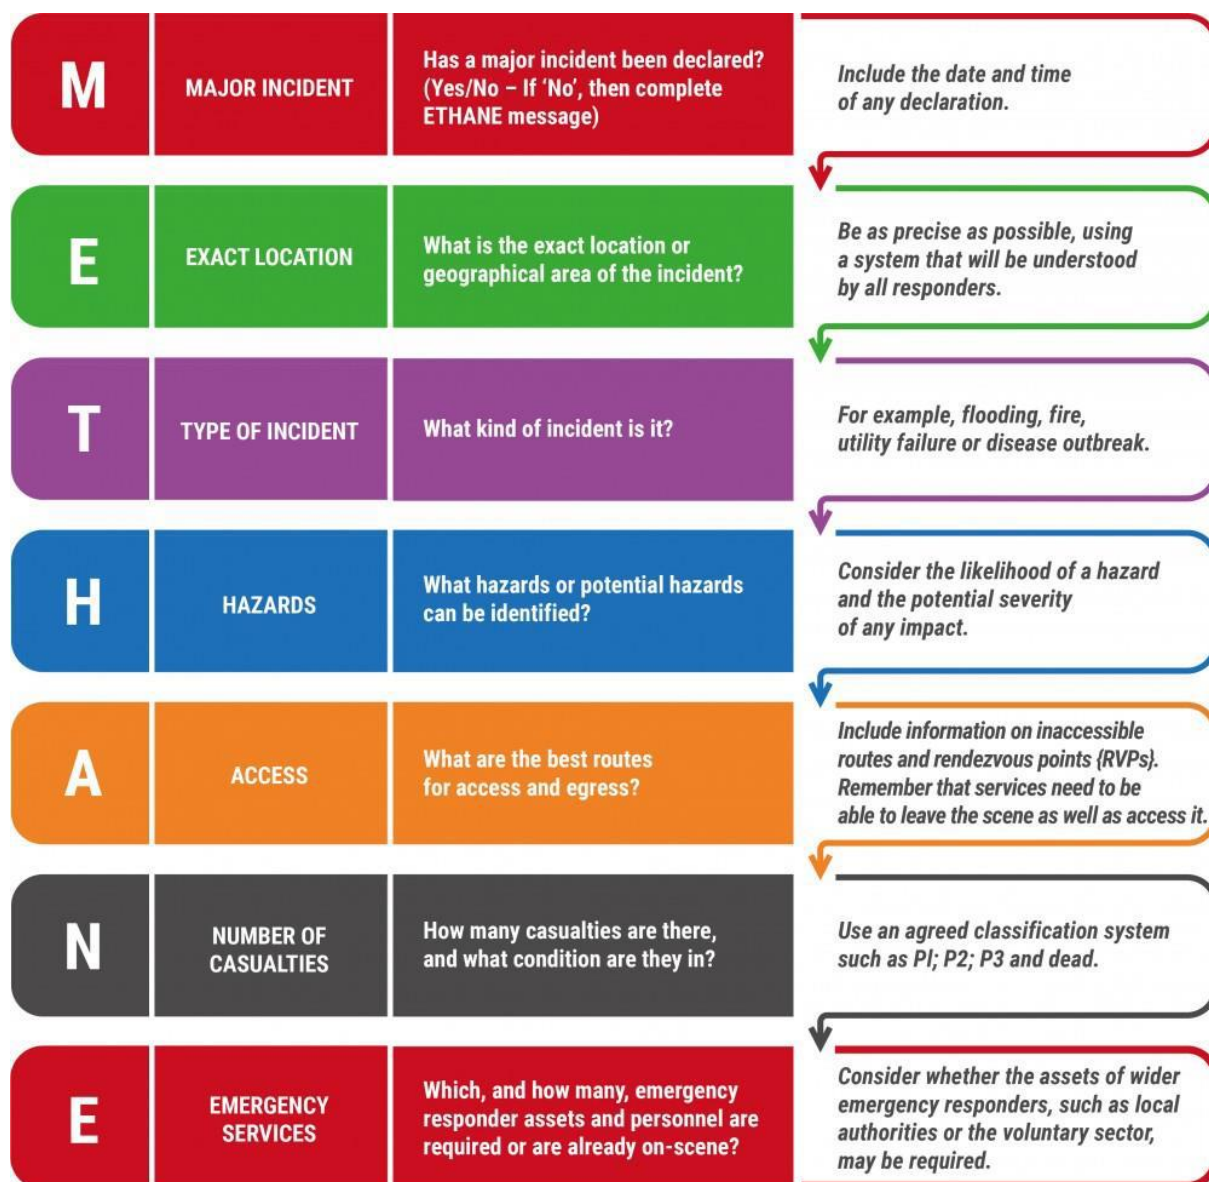 M
MAJOR INCIDENT
Has a major incident been declared?
(Yes/No – If ‘No’, then complete
ETHANE message)
Include the date and time
of any declaration.
E
EXACT LOCATION
What is the exact location or
geographical area of the incident?
Be as precise as possible, using
a system that will be understood
by all responders.
T
TYPE OF INCIDENT
What kind of incident is it?
For example, flooding, fire,
utility failure or disease outbreak.
H
HAZARDS
What hazards or potential hazards
can be identified?
Consider the likelihood of a hazard
and the potential severity
of any impact.
A
ACCESS
What are the best routes
for access and egress?
Include information on inaccessible
routes and rendezvous points {RVPs}.
Remember that services need to be
able to leave the scene as well as access it.
N
NUMBER OF
CASUALTIES
How many casualties are there,
and what condition are they in?
Use an agreed classification system
such as Pl; P2; P3 and dead.
E
EMERGENCY
SERVICES
Which, and how many, emergency
responder assets and personnel are
required or are already on-scene?
Consider whether the assets of wider
emergency responders, such as local
authorities or the voluntary sector,
may be required.